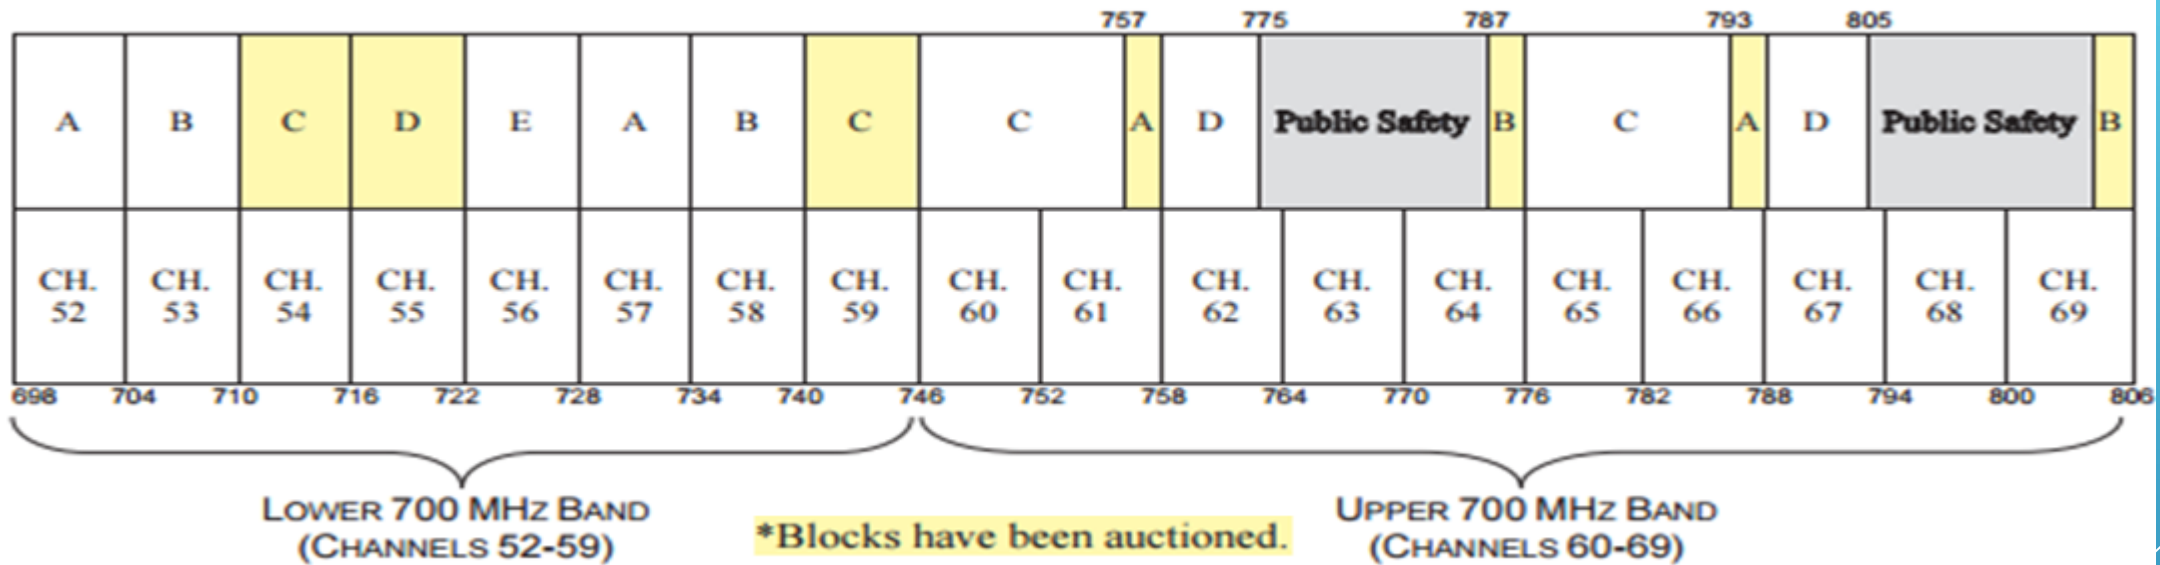 757 775 787 793 805
A B C D E A B C C A D Public Safety B C A D Public Safety B
CH. CH. CH. CH. CH. CH. CH. CH. CH. CH. CH. CH. CH. CH. CH. CH. CH. CH.
52 53 54 55 56 57 58 59 60 61 62 63 64 65 66 67 68 69
698 704 710 716 722 728 734 740 746 752 758 764 770 776 782 788 794 800 806
LOWER 700 MHZ BAND
(CHANNELS 52-59)
*Blocks have been auctioned.
UPPER 700 MHZ BAND
(CHANNELS 60-69)